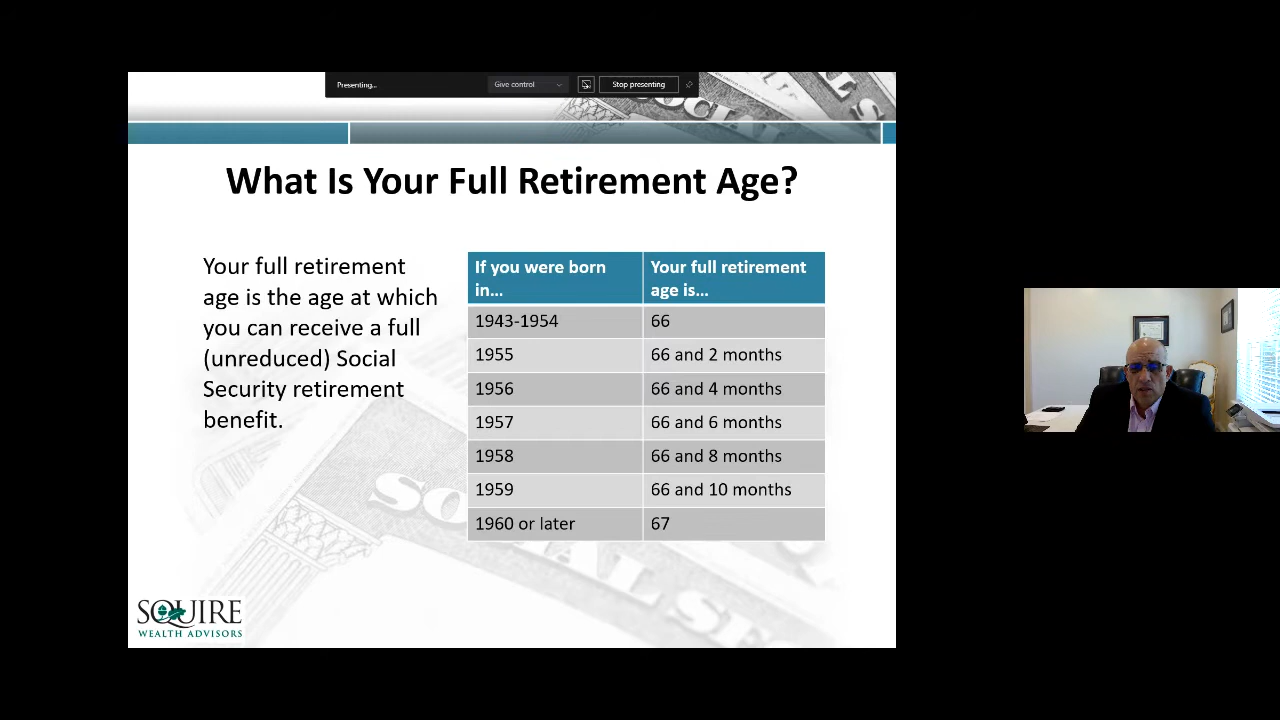 Presenting...
Give control
Stop presenting
SOCIAL
What Is Your Full Retirement Age?
Your full retirement
age is the age at which
you can receive a full
(unreduced) Social
Security retirement
benefit.
If you were born
in...
Your full retirement
age is...
1943-1954
66
1955
66 and 2 months
1956
66 and 4 months
1957
66 and 6 months
1958
66 and 8 months
1959
66 and 10 months
1960 or later
67
SQUIRE
WEALTH ADVISORS